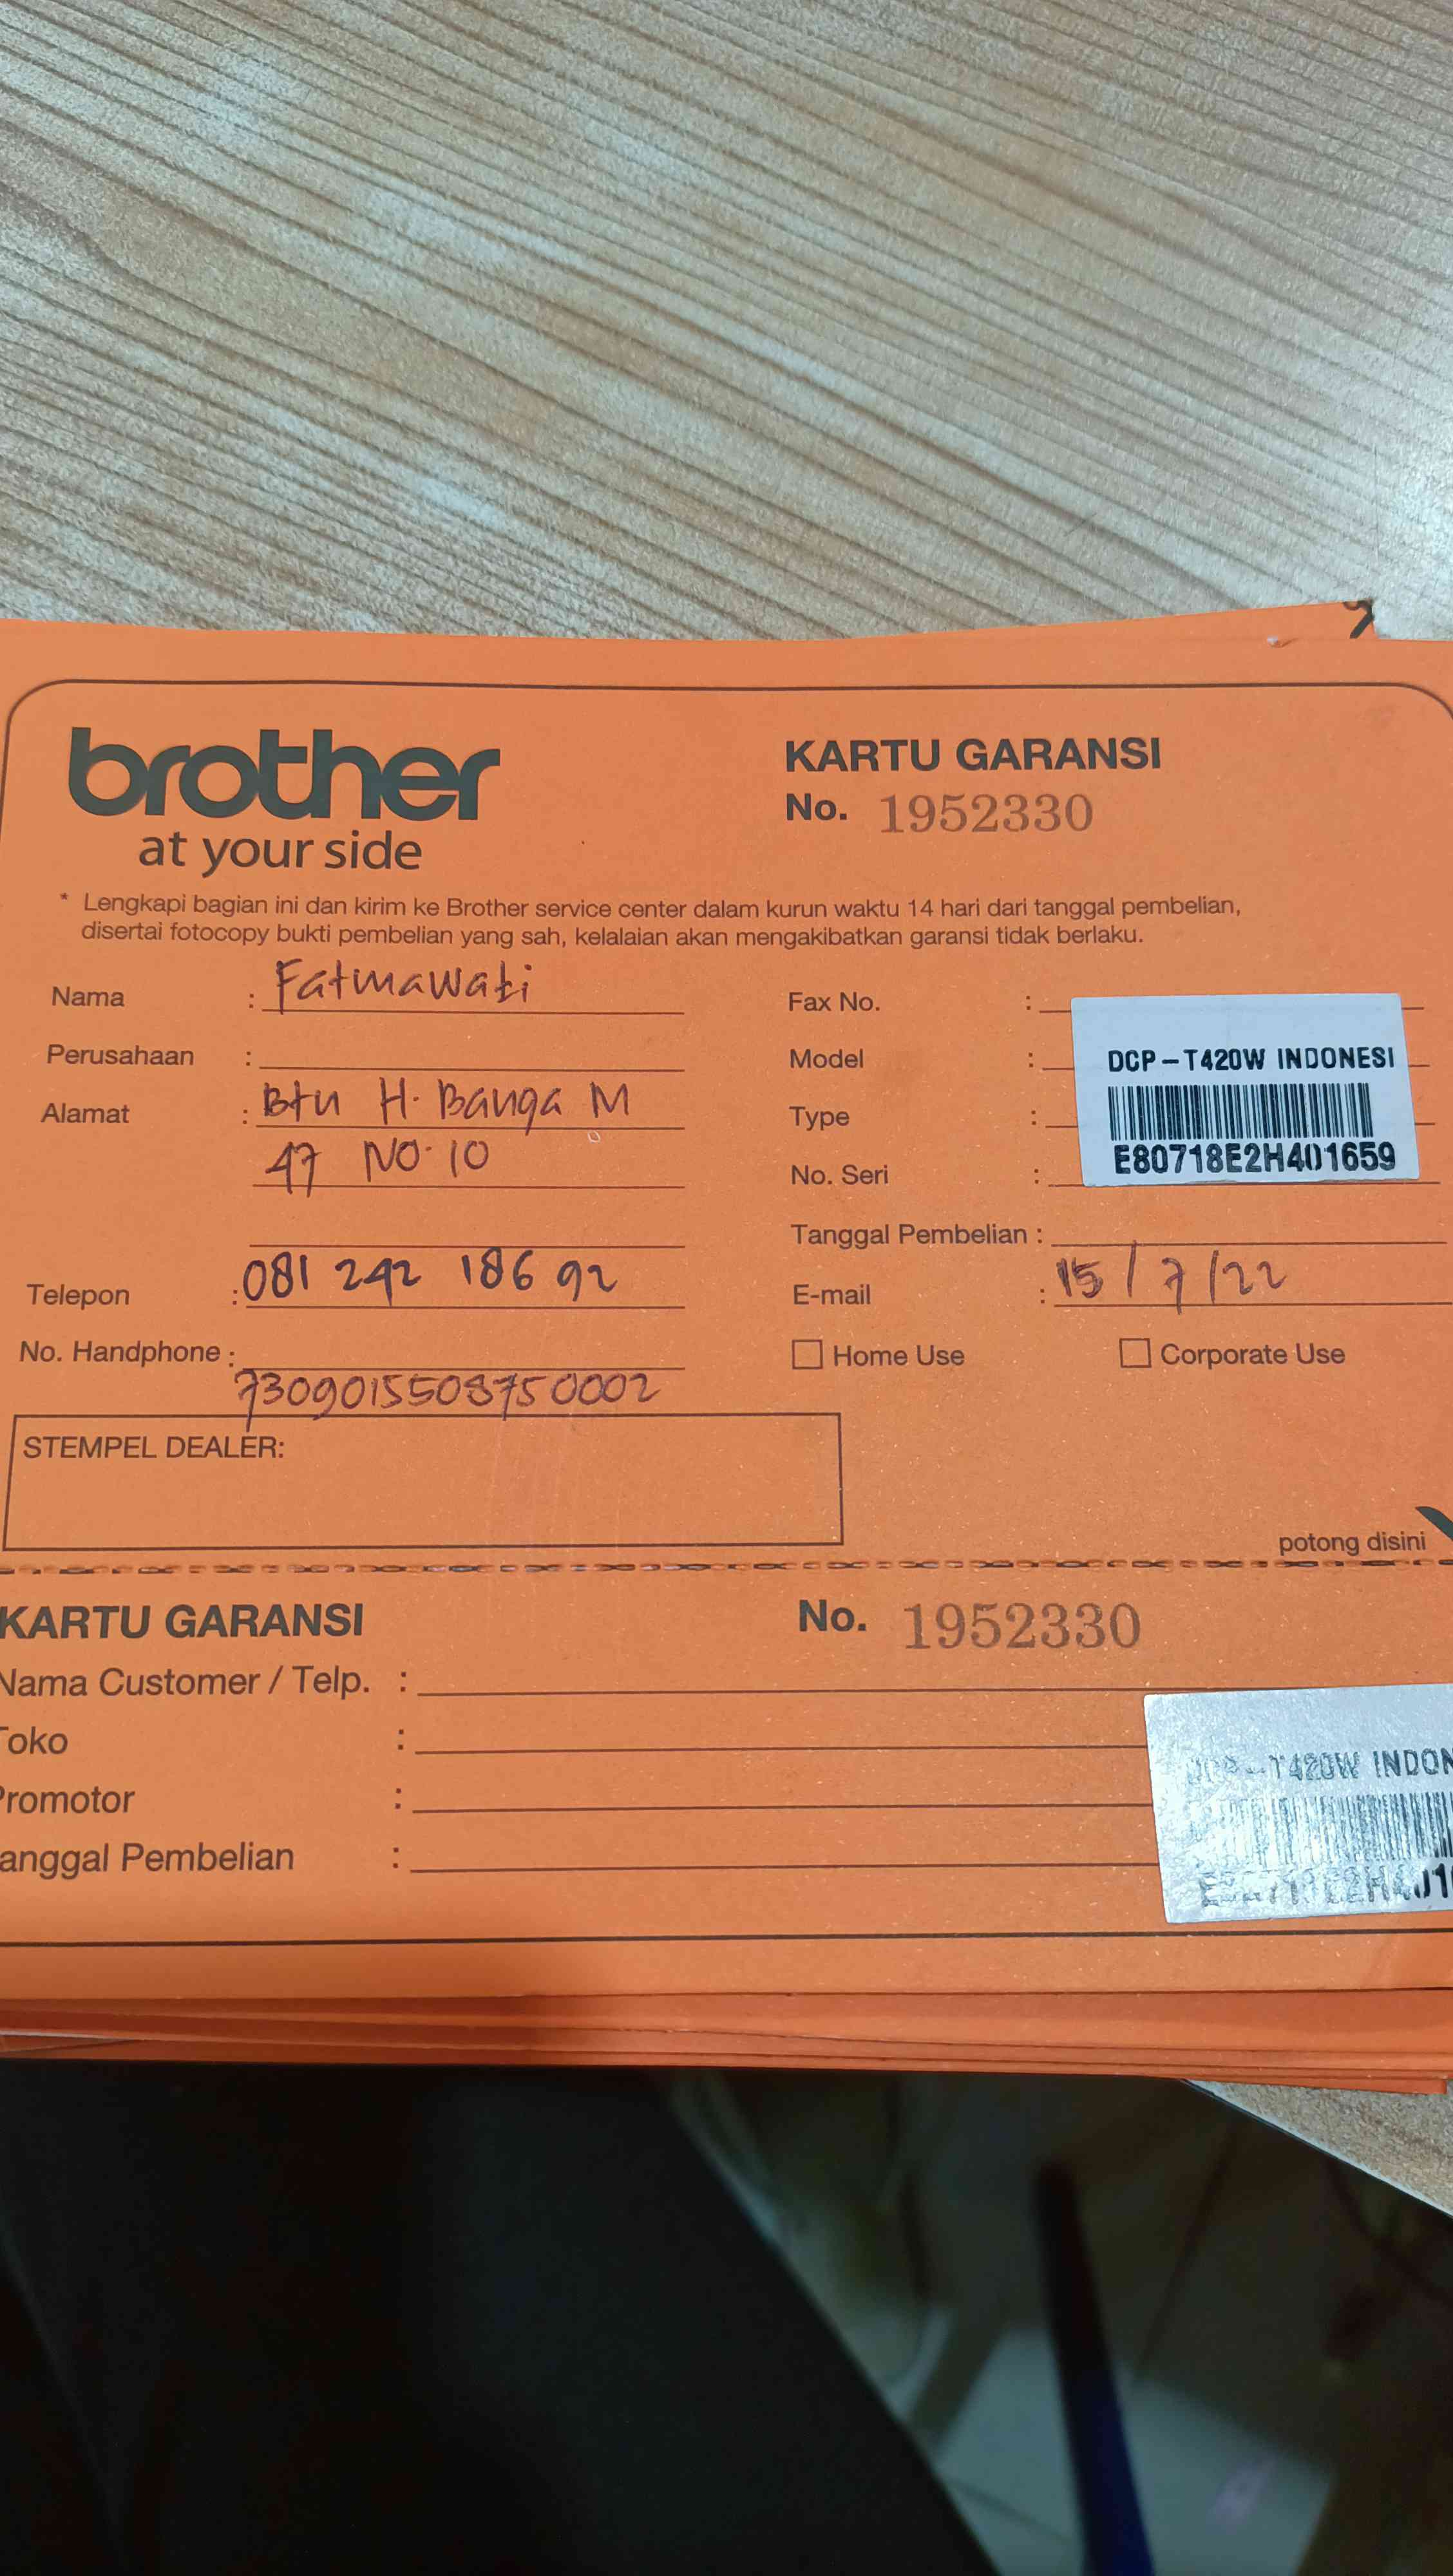 brother
at your side
KARTU GARANSI
No. 1952330
* Lengkapi bagian ini dan kirim ke Brother service center dalam kurun waktu 14 hari dari tanggal pembelian,
disertai fotocopy bukti pembelian yang sah, kelalaian akan mengakibatkan garansi tidak berlaku.
Nama : Fatmawati
Perusahaan :
Alamat : Btn H. Banga M
47 NO. 10
Telepon : 081 242 186 92
No. Handphone :
7309015508750002
Fax No. :
Model :
Type :
No. Seri :
DCP-T420W INDONESI
E80718E2H401659
Tanggal Pembelian :
E-mail : 15/7/22
Home Use
Corporate Use
STEMPEL DEALER:
potong disini
KARTU GARANSI
No. 1952330
Nama Customer / Telp. :
Toko :
Promotor :
anggal Pembelian :
DCP-T420W INDON